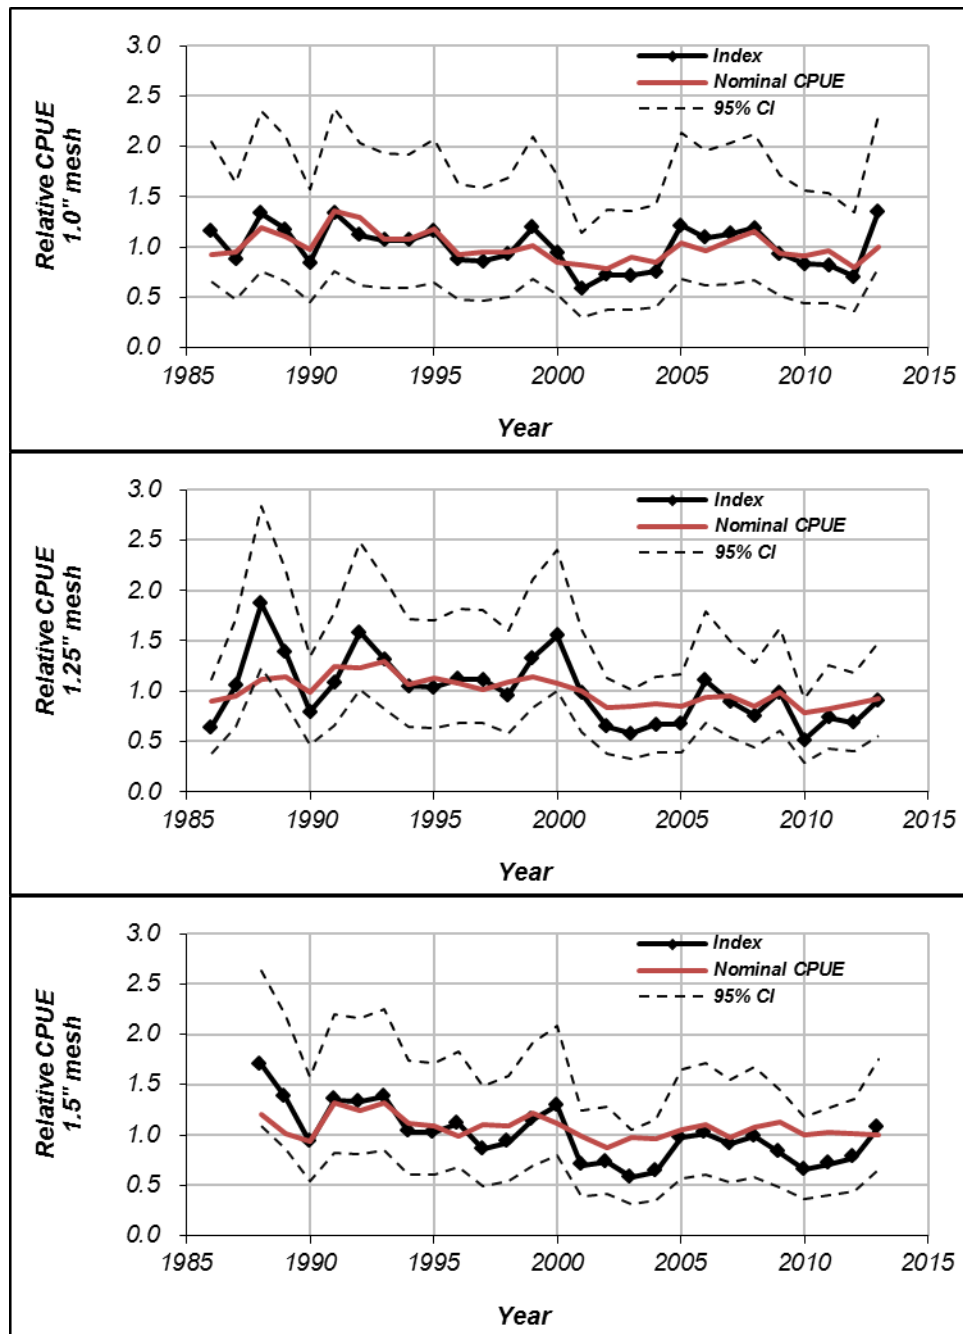 Relative CPUE
1.0" mesh
3.0
2.5
2.0
1.5
1.0
0.5
0.0
Index
Nominal CPUE
95% CI
1985 1990 1995 2000 2005 2010 2015
Year
Relative CPUE
1.25" mesh
3.0
2.5
2.0
1.5
1.0
0.5
0.0
Index
Nominal CPUE
95% CI
1985 1990 1995 2000 2005 2010 2015
Year
Relative CPUE
1.5" mesh
3.0
2.5
2.0
1.5
1.0
0.5
0.0
Index
Nominal CPUE
95% CI
1985 1990 1995 2000 2005 2010 2015
Year